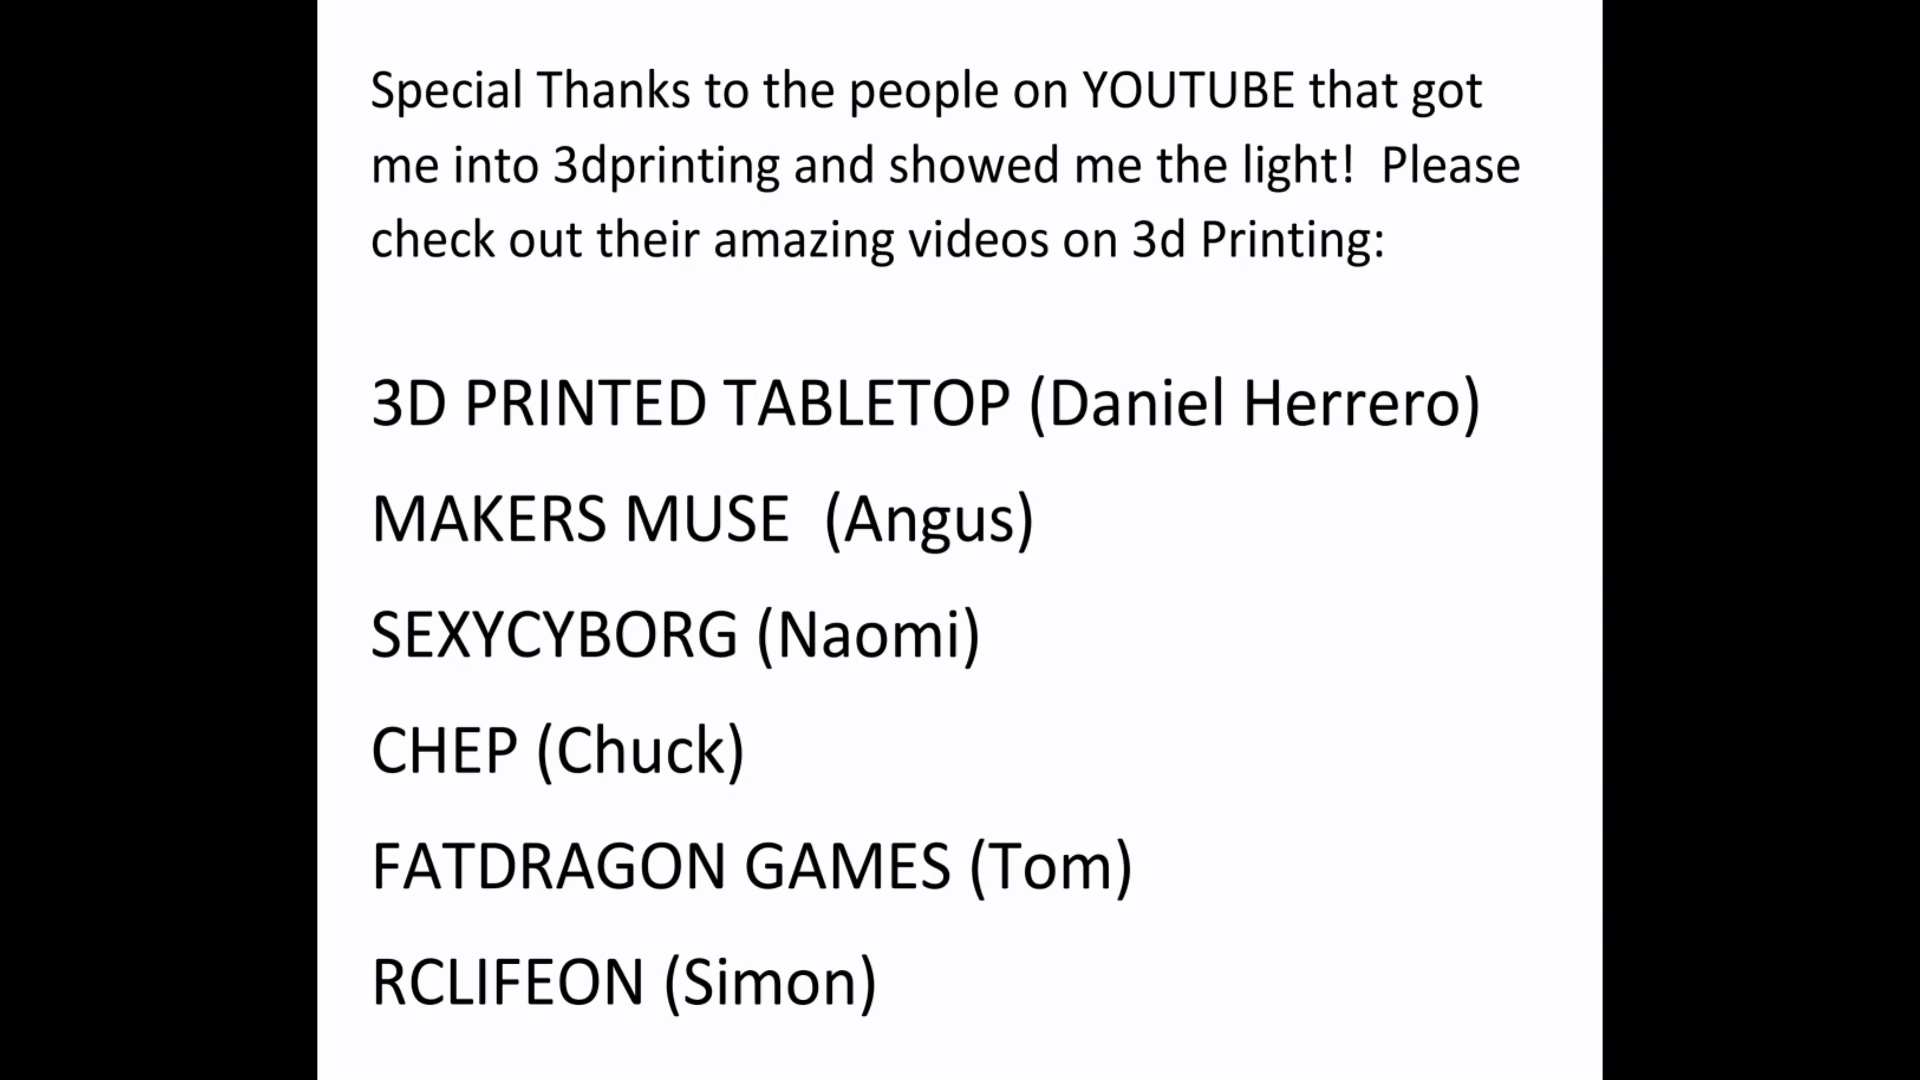 Special Thanks to the people on YOUTUBE that got
me into 3dprinting and showed me the light!  Please
check out their amazing videos on 3d Printing:
3D PRINTED TABLETOP (Daniel Herrero)
MAKERS MUSE  (Angus)
SEXYCYBORG (Naomi)
CHEP (Chuck)
FATDRAGON GAMES (Tom)
RCLIFEON (Simon)